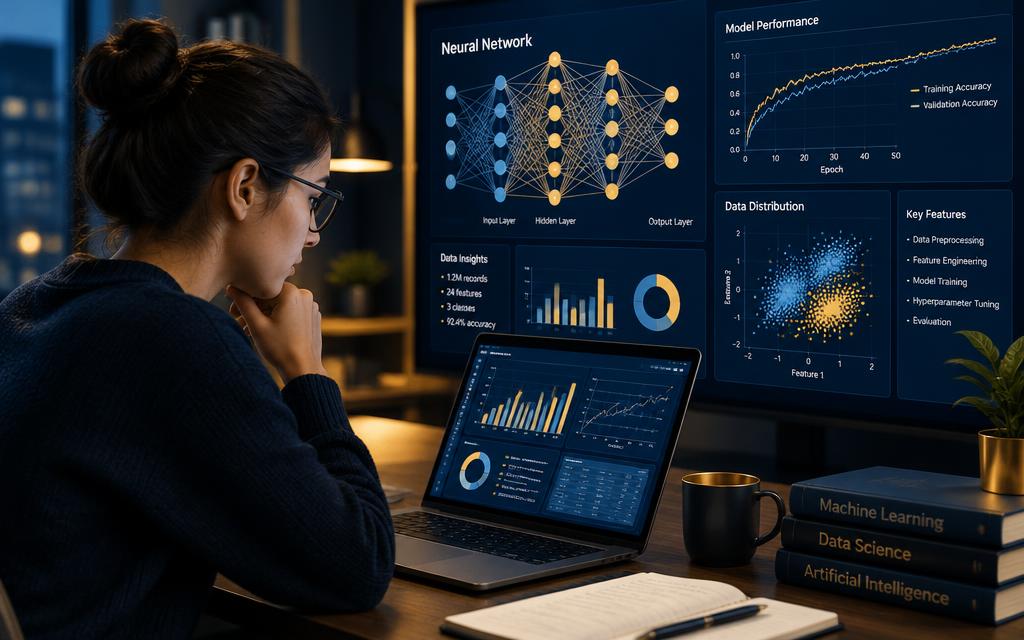 Neural Network
Input Layer
Hidden Layer
Output Layer
Model Performance
1.0
0.8
0.6
0.4
0.2
0.0
0 10 20 30 40 50
Epoch
Training Accuracy
Validation Accuracy
Data Insights
• 1.2M records
• 24 features
• 3 classes
• 92.4% accuracy
Data Distribution
2
1
0
-1
-2
-2 -1 0 1 2
Feature 1
Key Features
• Data Preprocessing
• Feature Engineering
• Model Training
• Hyperparameter Tuning
• Evaluation
Machine Learning
Data Science
Artificial Intelligence